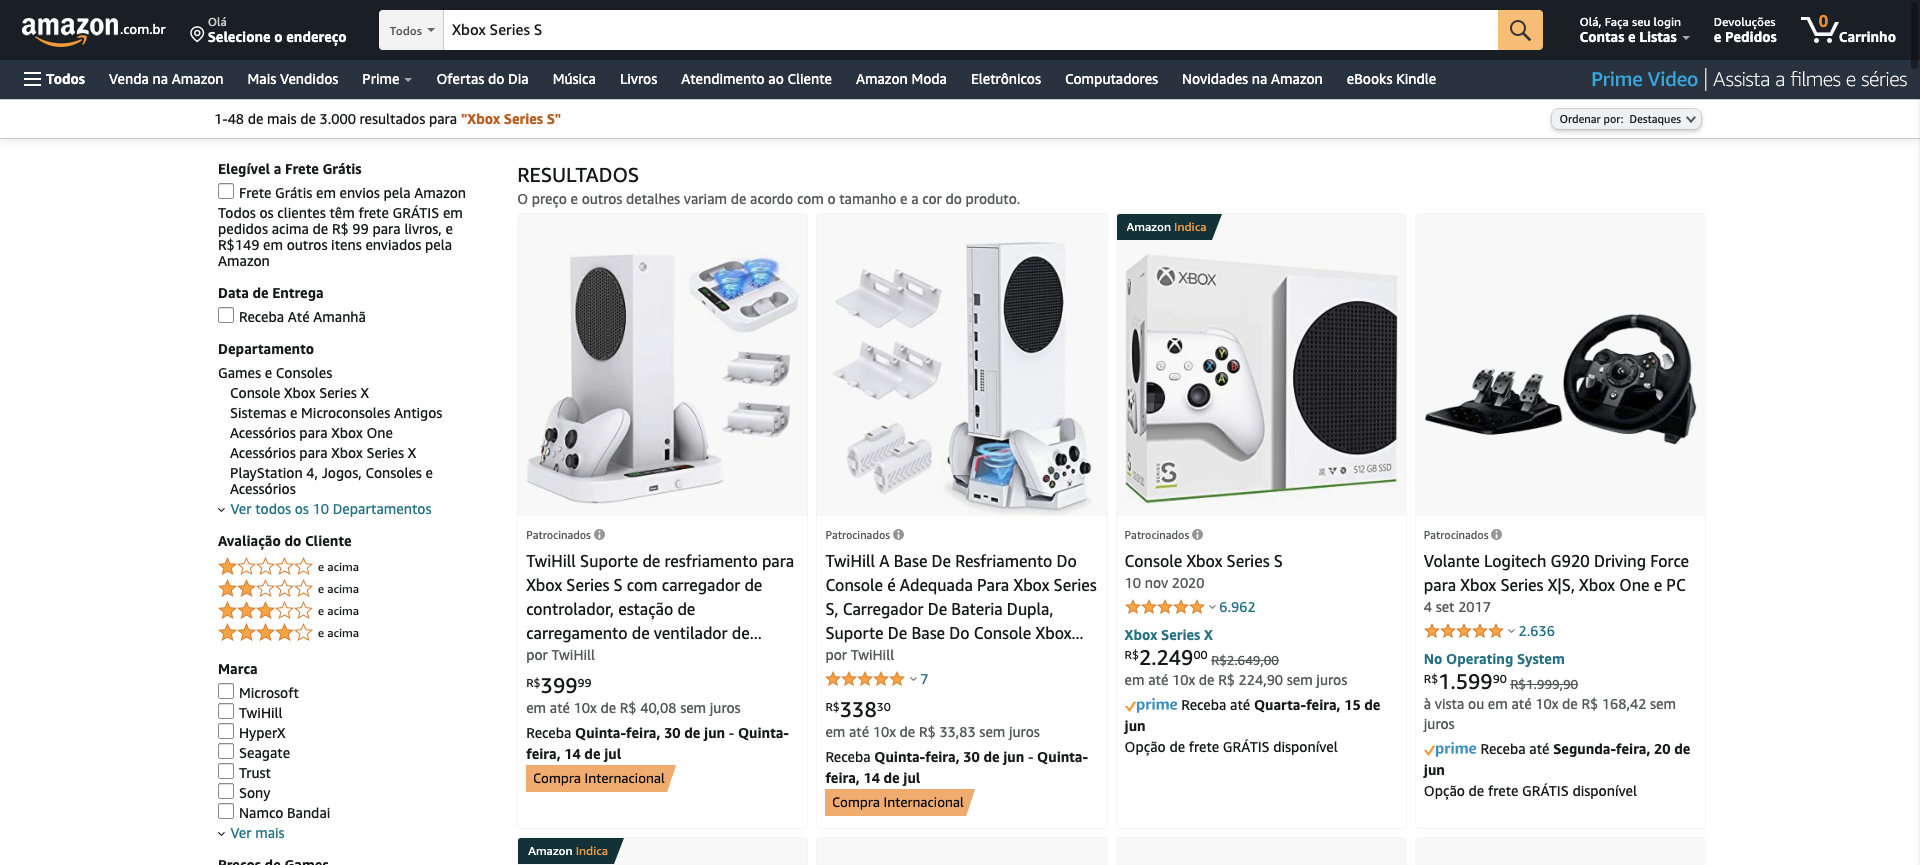 amazon.com.br
Olá
Selecione o endereço
Todos
Xbox Series S
Olá, Faça seu login
Contas e Listas
Devoluções
e Pedidos
0
Carrinho
Todos
Venda na Amazon
Mais Vendidos
Prime
Ofertas do Dia
Música
Livros
Atendimento ao Cliente
Amazon Moda
Eletrônicos
Computadores
Novidades na Amazon
eBooks Kindle
Prime Video | Assista a filmes e séries
1-48 de mais de 3.000 resultados para "Xbox Series S"
Ordenar por: Destaques
Elegível a Frete Grátis
Frete Grátis em envios pela Amazon
Todos os clientes têm frete GRÁTIS em
pedidos acima de R$ 99 para livros, e
R$149 em outros itens enviados pela
Amazon
Data de Entrega
Receba Até Amanhã
Departamento
Games e Consoles
Console Xbox Series X
Sistemas e Microconsoles Antigos
Acessórios para Xbox One
Acessórios para Xbox Series X
PlayStation 4, Jogos, Consoles e
Acessórios
Ver todos os 10 Departamentos
Avaliação do Cliente
e acima
e acima
e acima
e acima
Marca
Microsoft
TwiHill
HyperX
Seagate
Trust
Sony
Namco Bandai
Ver mais
Preços de Games
RESULTADOS
O preço e outros detalhes variam de acordo com o tamanho e a cor do produto.
Patrocinados
TwiHill Suporte de resfriamento para
Xbox Series S com carregador de
controlador, estação de
carregamento de ventilador de...
por TwiHill
R$399 99
em até 10x de R$ 40,08 sem juros
Receba Quinta-feira, 30 de jun - Quinta-
feira, 14 de jul
Compra Internacional
Patrocinados
TwiHill A Base De Resfriamento Do
Console é Adequada Para Xbox Series
S, Carregador De Bateria Dupla,
Suporte De Base Do Console Xbox...
por TwiHill
7
R$338 30
em até 10x de R$ 33,83 sem juros
Receba Quinta-feira, 30 de jun - Quinta-
feira, 14 de jul
Compra Internacional
Amazon Indica
XBOX
Y
X
B
A
SERIES
S
512 GB SSD
Patrocinados
Console Xbox Series S
10 nov 2020
6.962
Xbox Series X
R$2.249 00 R$2.649,00
em até 10x de R$ 224,90 sem juros
prime Receba até Quarta-feira, 15 de
jun
Opção de frete GRÁTIS disponível
Patrocinados
Volante Logitech G920 Driving Force
para Xbox Series X|S, Xbox One e PC
4 set 2017
2.636
No Operating System
R$1.599 90 R$1.999,90
à vista ou em até 10x de R$ 168,42 sem
juros
prime Receba até Segunda-feira, 20 de
jun
Opção de frete GRÁTIS disponível
Amazon Indica